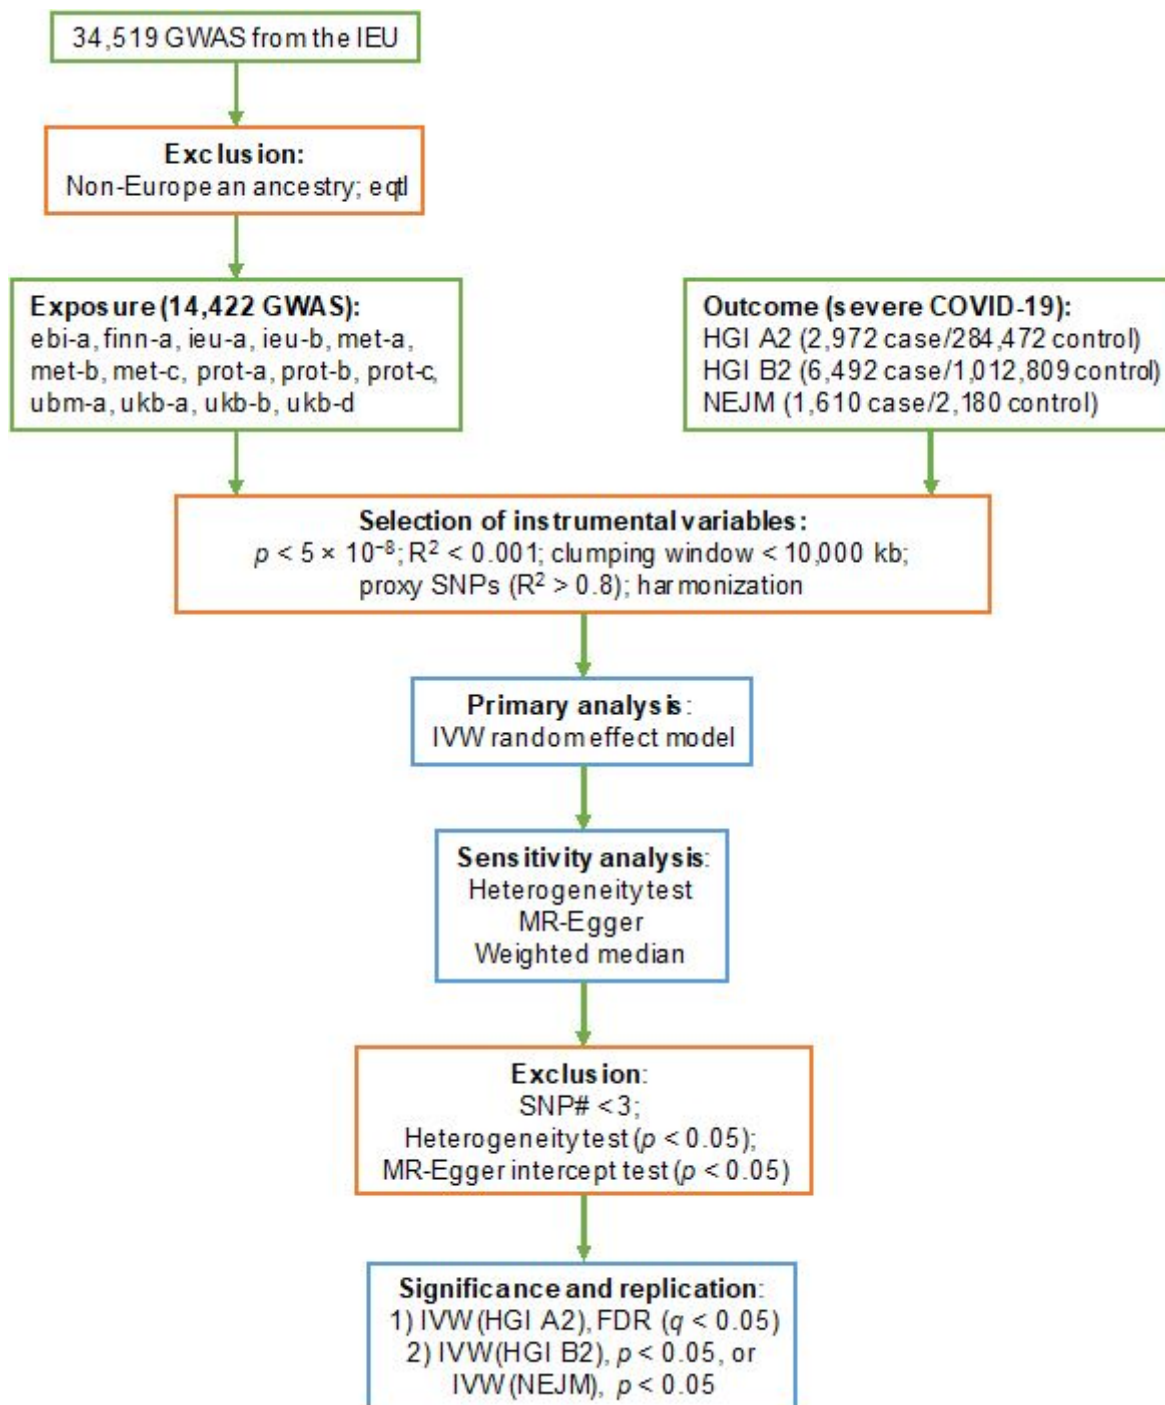 34,519 GWAS from the IEU
Exclusion:
Non-European ancestry; eqtl
Exposure (14,422 GWAS):
ebi-a, finn-a, ieu-a, ieu-b, met-a,
met-b, met-c, prot-a, prot-b, prot-c,
ubm-a, ukb-a, ukb-b, ukb-d
Outcome (severe COVID-19):
HGI A2 (2,972 case/284,472 control)
HGI B2 (6,492 case/1,012,809 control)
NEJM (1,610 case/2,180 control)
Selection of instrumental variables:
p < 5 × 10⁻⁸; R² < 0.001; clumping window < 10,000 kb;
proxy SNPs (R² > 0.8); harmonization
Primary analysis:
IVW random effect model
Sensitivity analysis:
Heterogeneity test
MR-Egger
Weighted median
Exclusion:
SNP# < 3;
Heterogeneity test (p < 0.05);
MR-Egger intercept test (p < 0.05)
Significance and replication:
1) IVW (HGI A2), FDR (q < 0.05)
2) IVW (HGI B2), p < 0.05, or
IVW (NEJM), p < 0.05